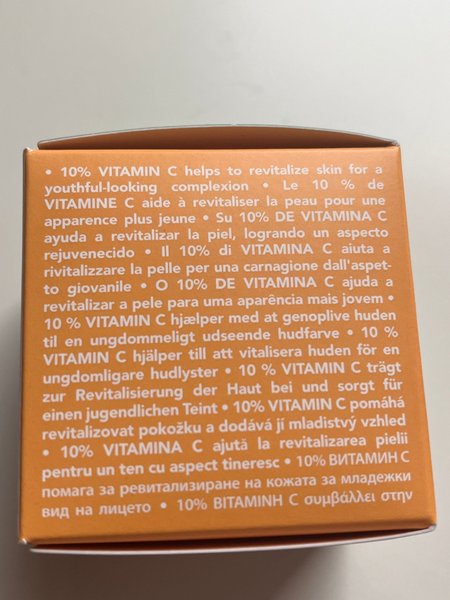 • 10% VITAMIN C helps to revitalize skin for a
youthful-looking complexion • Le 10 % de
VITAMINE C aide à revitaliser la peau pour une
apparence plus jeune • Su 10% DE VITAMINA C
ayuda a revitalizar la piel, logrando un aspecto
rejuvenecido • Il 10% di VITAMINA C aiuta a
rivitalizzare la pelle per una carnagione dall'aspet-
to giovanile • O 10% DE VITAMINA C ajuda a
revitalizar a pele para uma aparência mais jovem •
10 % VITAMIN C hjælper med at genoplive huden
til en ungdommeligt udseende hudfarve • 10 %
VITAMIN C hjälper till att vitalisera huden för en
ungdomligare hudlyster • 10 % VITAMIN C trägt
zur Revitalisierung der Haut bei und sorgt für
einen jugendlichen Teint • 10% VITAMIN C pomáhá
revitalizovat pokožku a dodává jí mladistvý vzhled
• 10% VITAMINA C ajută la revitalizarea pielii
pentru un ten cu aspect tineresc • 10% ВИТАМИН C
помага за ревитализиране на кожата за младежки
вид на лицето • 10% ΒΙΤΑΜΙΝΗ C συμβάλλει στην